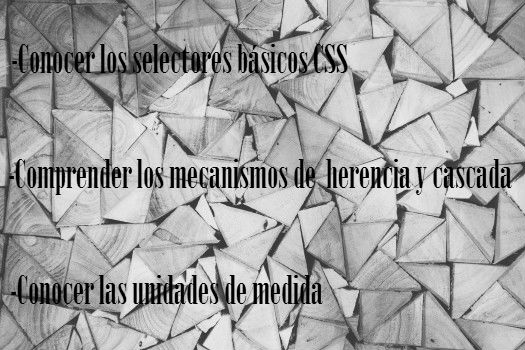 -Conocer los selectores básicos CSS
-Comprender los mecanismos de herencia y cascada
-Conocer las unidades de medida